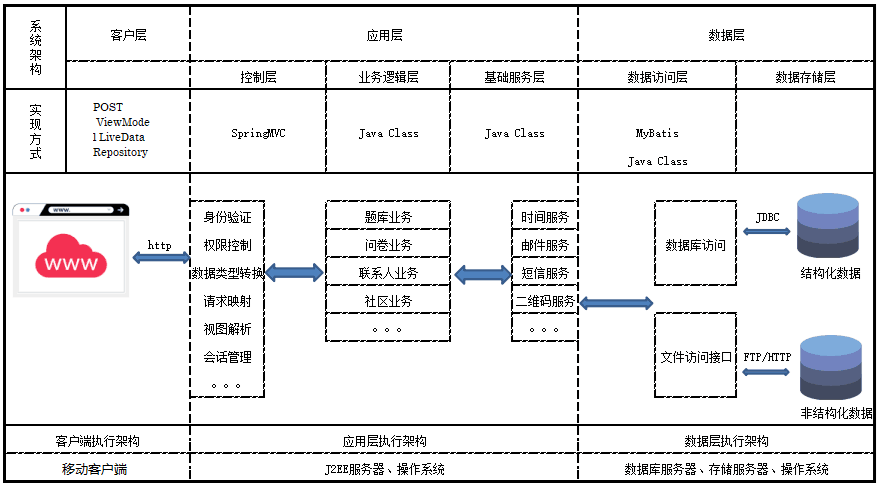 系统架构
客户层
应用层
数据层
控制层
业务逻辑层
基础服务层
数据访问层
数据存储层
实现方式
POST
ViewMode
l LiveData
Repository
SpringMVC
Java Class
Java Class
MyBatis
Java Class
www.
WWW
http
身份验证
权限控制
数据类型转换
请求映射
视图解析
会话管理
。。。
题库业务
问卷业务
联系人业务
社区业务
。。。
时间服务
邮件服务
短信服务
二维码服务
。。。
数据库访问
文件访问接口
JDBC
结构化数据
FTP/HTTP
非结构化数据
客户端执行架构
应用层执行架构
数据层执行架构
移动客户端
J2EE服务器、操作系统
数据库服务器、存储服务器、操作系统